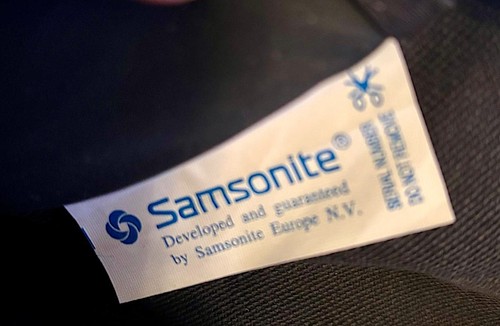 Samsonite®
Developed and guaranteed
by Samsonite Europe N.V.
SERIAL NUMBER
DO NOT REMOVE